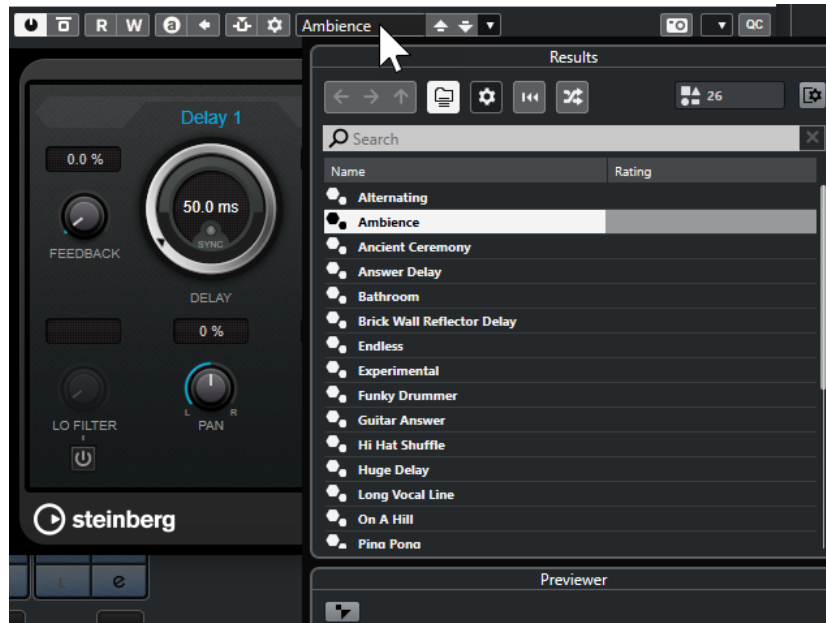 R W a Ambience QC
Results
26
Search
Name Rating
Alternating
Ambience
Ancient Ceremony
Answer Delay
Bathroom
Brick Wall Reflector Delay
Endless
Experimental
Funky Drummer
Guitar Answer
Hi Hat Shuffle
Huge Delay
Long Vocal Line
On A Hill
Ping Pong
Previewer
Delay 1
0.0 %
50.0 ms
SYNC
FEEDBACK
DELAY
0 %
L R
LO FILTER PAN
steinberg
L e